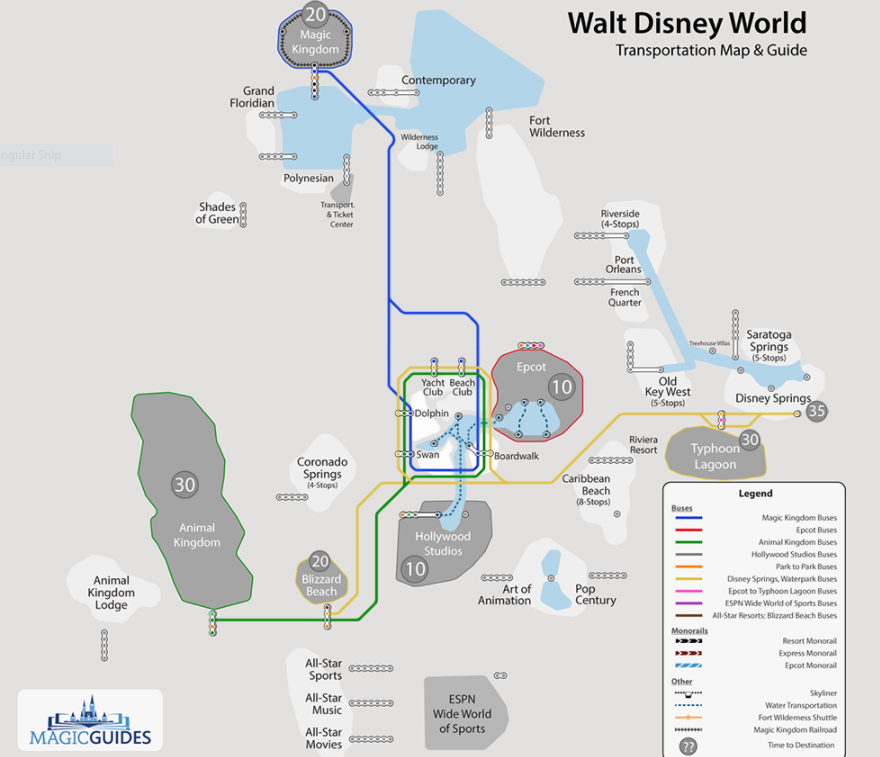 Walt Disney World
Transportation Map & Guide
20
Magic
Kingdom
Contemporary
Grand
Floridian
Fort
Wilderness
Wilderness
Lodge
ngular Snip
Polynesian
Transport.
& Ticket
Center
Shades
of Green
Riverside
(4-Stops)
Port
Orleans
French
Quarter
Treehouse Villas
Saratoga
Springs
(5-Stops)
Old
Key West
(5-Stops)
Disney Springs
35
Epcot
10
Yacht
Club
Beach
Club
Dolphin
Swan
Boardwalk
Riviera
Resort
Typhoon
Lagoon
30
Coronado
Springs
(4-Stops)
Caribbean
Beach
(8-Stops)
30
Animal
Kingdom
Hollywood
Studios
10
20
Blizzard
Beach
Animal
Kingdom
Lodge
Art of
Animation
Pop
Century
All-Star
Sports
All-Star
Music
All-Star
Movies
ESPN
Wide World
of Sports
MAGICGUIDES
Legend
Buses
Magic Kingdom Buses
Epcot Buses
Animal Kingdom Buses
Hollywood Studios Buses
Park to Park Buses
Disney Springs, Waterpark Buses
Epcot to Typhoon Lagoon Buses
ESPN Wide World of Sports Buses
All-Star Resorts: Blizzard Beach Buses
Monorails
Resort Monorail
Express Monorail
Epcot Monorail
Other
Skyliner
Water Transportation
Fort Wilderness Shuttle
Magic Kingdom Railroad
??
Time to Destination